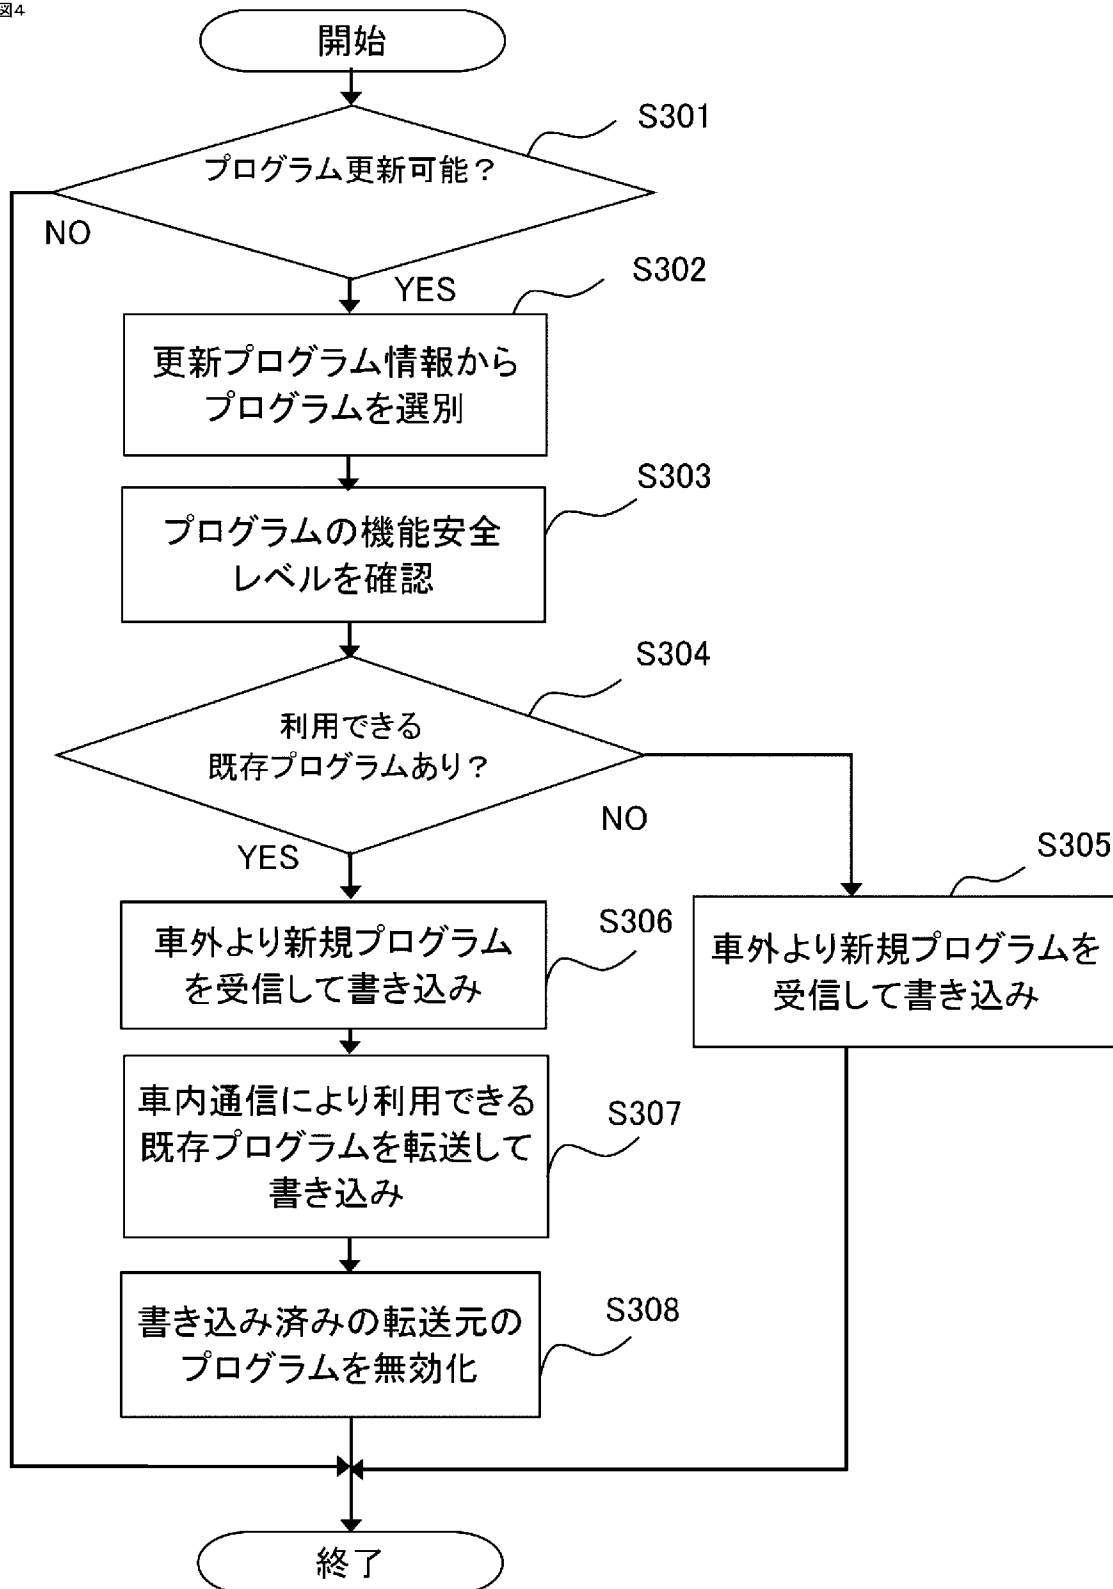 図4
開始
S301
プログラム更新可能？
NO
YES
S302
更新プログラム情報から
プログラムを選別
S303
プログラムの機能安全
レベルを確認
S304
利用できる
既存プログラムあり？
NO
YES
S305
車外より新規プログラムを
受信して書き込み
S306
車外より新規プログラム
を受信して書き込み
車内通信により利用できる
既存プログラムを転送して
書き込み
S307
S308
書き込み済みの転送元の
プログラムを無効化
終了